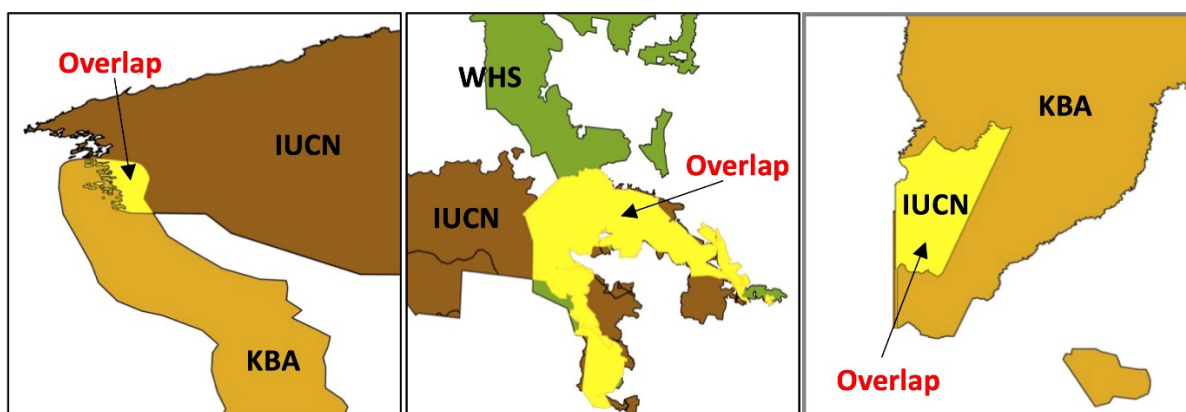 Overlap
IUCN
KBA
WHS
Overlap
IUCN
KBA
IUCN
Overlap